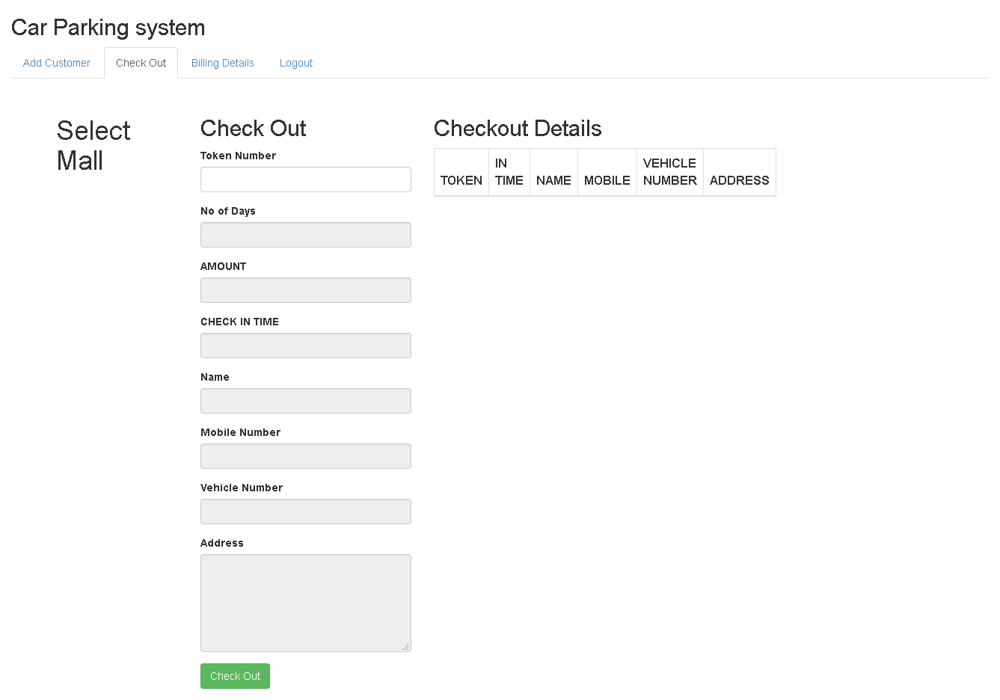 Car Parking system
Add Customer Check Out Billing Details Logout
Select
Mall
Check Out
Token Number
No of Days
AMOUNT
CHECK IN TIME
Name
Mobile Number
Vehicle Number
Address
Check Out
Checkout Details
TOKEN IN TIME NAME MOBILE VEHICLE NUMBER ADDRESS